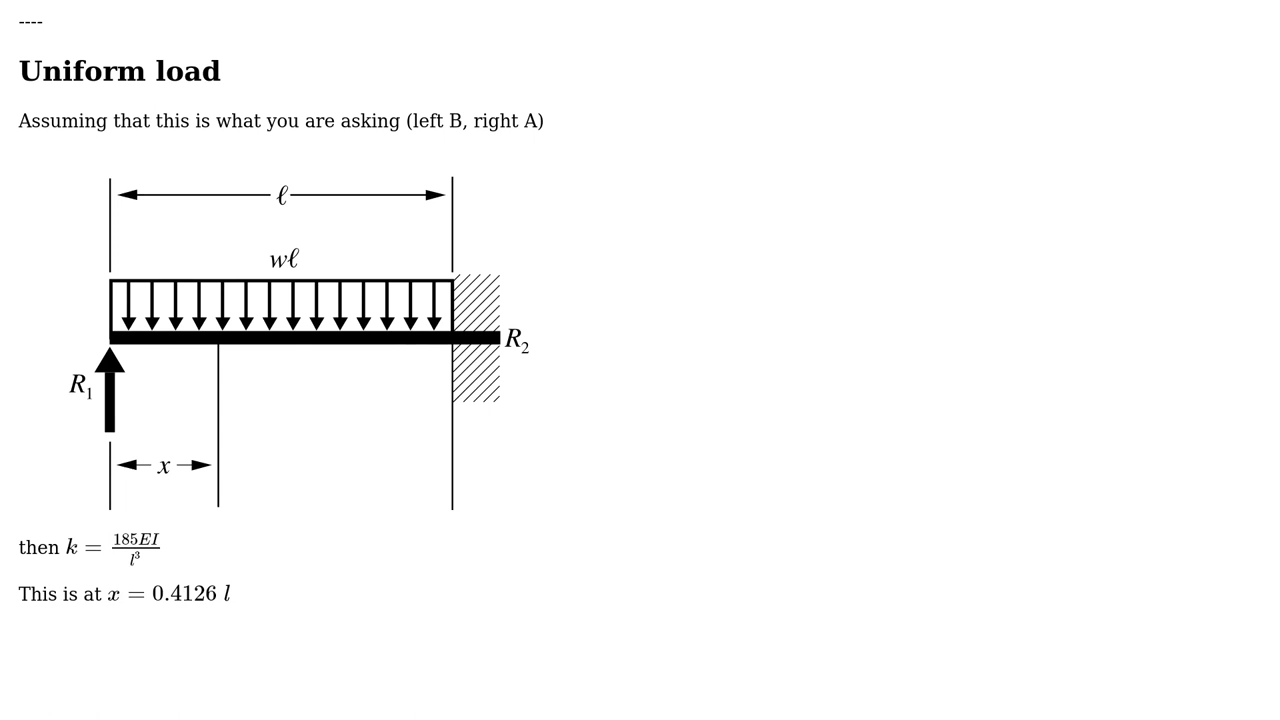 ----
Uniform load
Assuming that this is what you are asking (left B, right A)
ℓ
wℓ
R₂
R₁
x
then k = 185EI/l³
This is at x = 0.4126 l